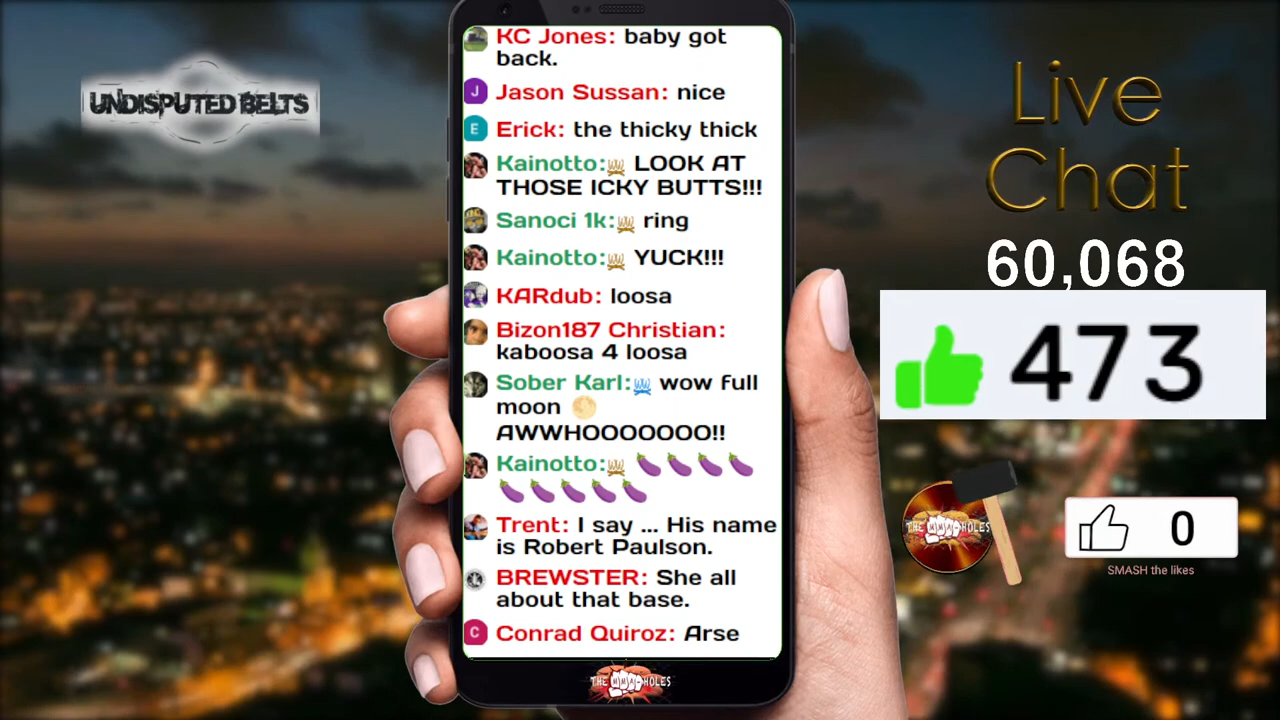 UNDISPUTED BELTS
KC Jones: baby got
back.
J
Jason Sussan: nice
E
Erick: the thicky thick
Kainotto: LOOK AT
THOSE ICKY BUTTS!!!
Sanoci 1k: ring
Kainotto: YUCK!!!
KARdub: loosa
Bizon187 Christian:
kaboosa 4 loosa
Sober Karl: wow full
moon 🌕
AWWHOOOOOOO!!
Kainotto: 🍆🍆🍆🍆
🍆🍆🍆🍆🍆
Trent: I say ... His name
is Robert Paulson.
BREWSTER: She all
about that base.
C
Conrad Quiroz: Arse
THE MMA-HOLES
Live
Chat
60,068
473
THE MMA-HOLES
0
SMASH the likes